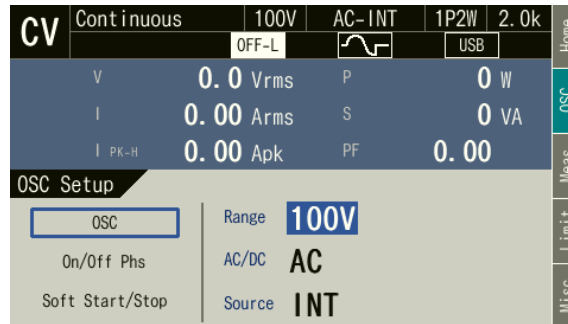 CV Continuous 100V AC-INT 1P2W 2.0k
OFF-L USB
V 0.0 Vrms P 0 W
I 0.00 Arms S 0 VA
I PK-H 0.00 Apk PF 0.00
OSC Setup
OSC Range 100V
On/Off Phs AC/DC AC
Soft Start/Stop Source INT
Home
OSC
Meas
Limit
Misc